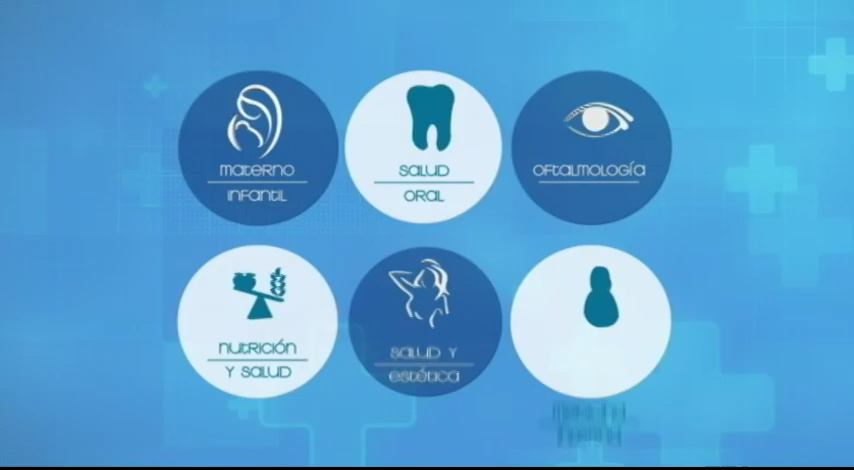 materno
infantil
salud
oral
oftalmología
nutrición
y salud
salud y
estética